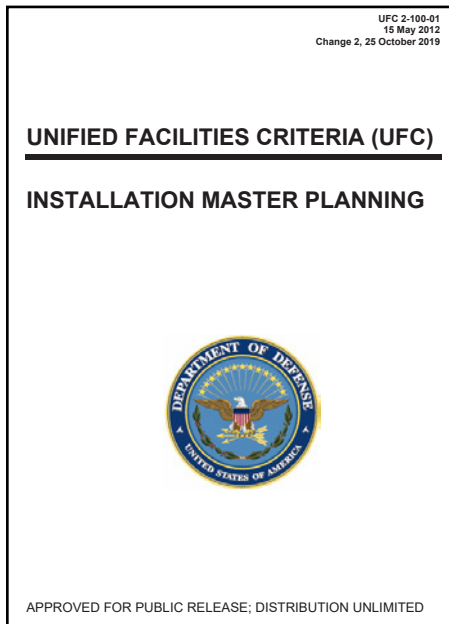 UFC 2-100-01
15 May 2012
Change 2, 25 October 2019
UNIFIED FACILITIES CRITERIA (UFC)
INSTALLATION MASTER PLANNING
DEPARTMENT OF DEFENSE
UNITED STATES OF AMERICA
APPROVED FOR PUBLIC RELEASE; DISTRIBUTION UNLIMITED